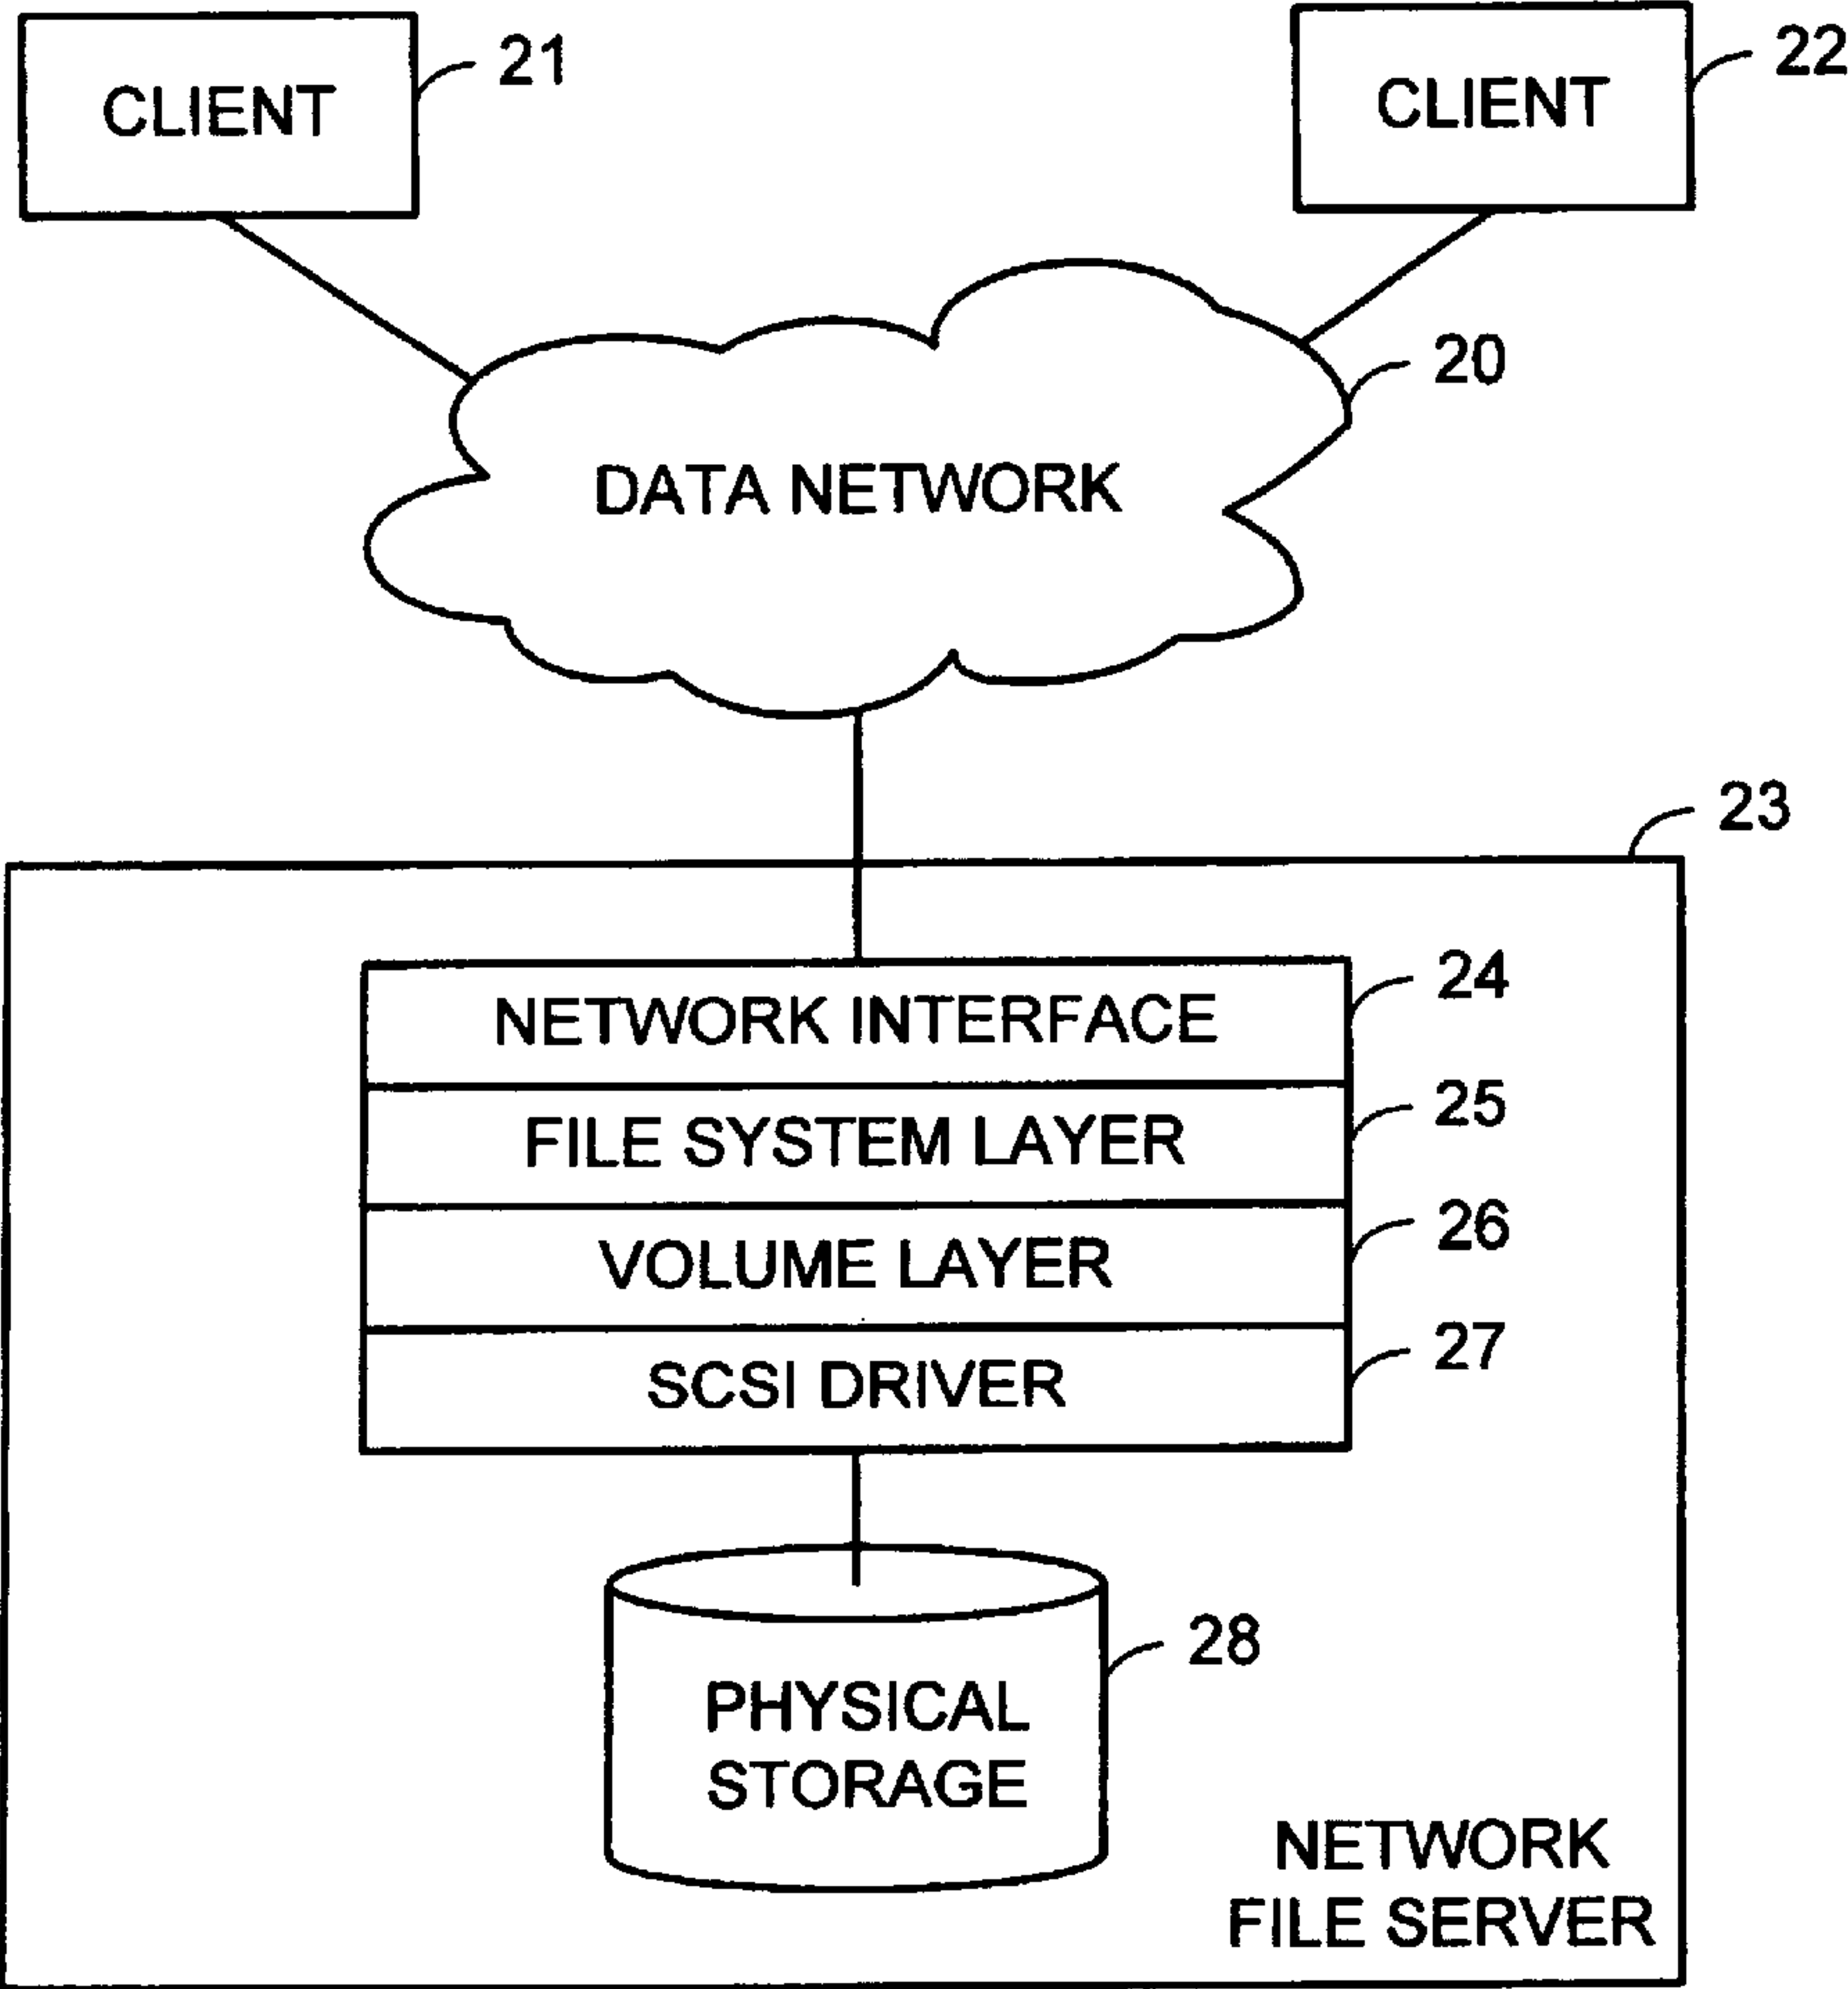 CLIENT
21
CLIENT
22
20
DATA NETWORK
23
NETWORK INTERFACE
24
FILE SYSTEM LAYER
25
VOLUME LAYER
26
SCSI DRIVER
27
28
PHYSICAL
STORAGE
NETWORK
FILE SERVER